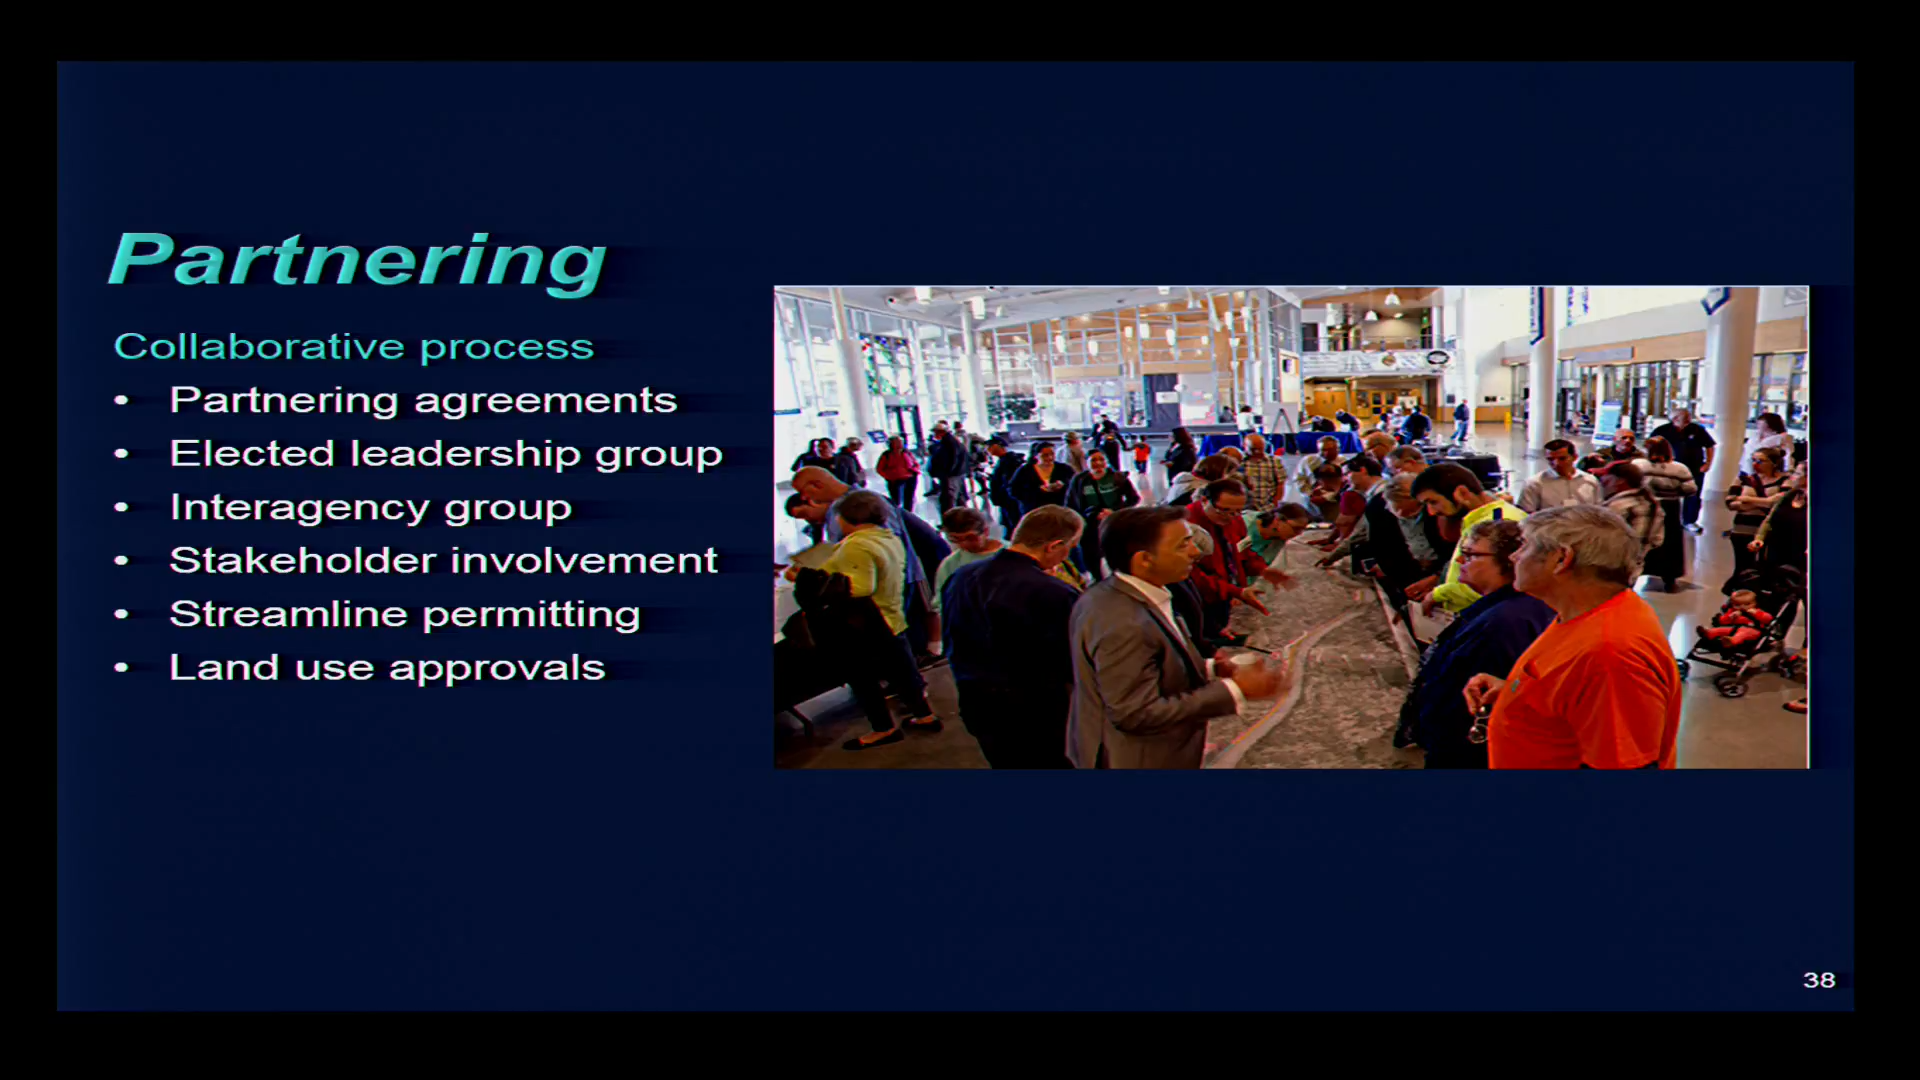 Partnering
Collaborative process
• Partnering agreements
• Elected leadership group
• Interagency group
• Stakeholder involvement
• Streamline permitting
• Land use approvals
38